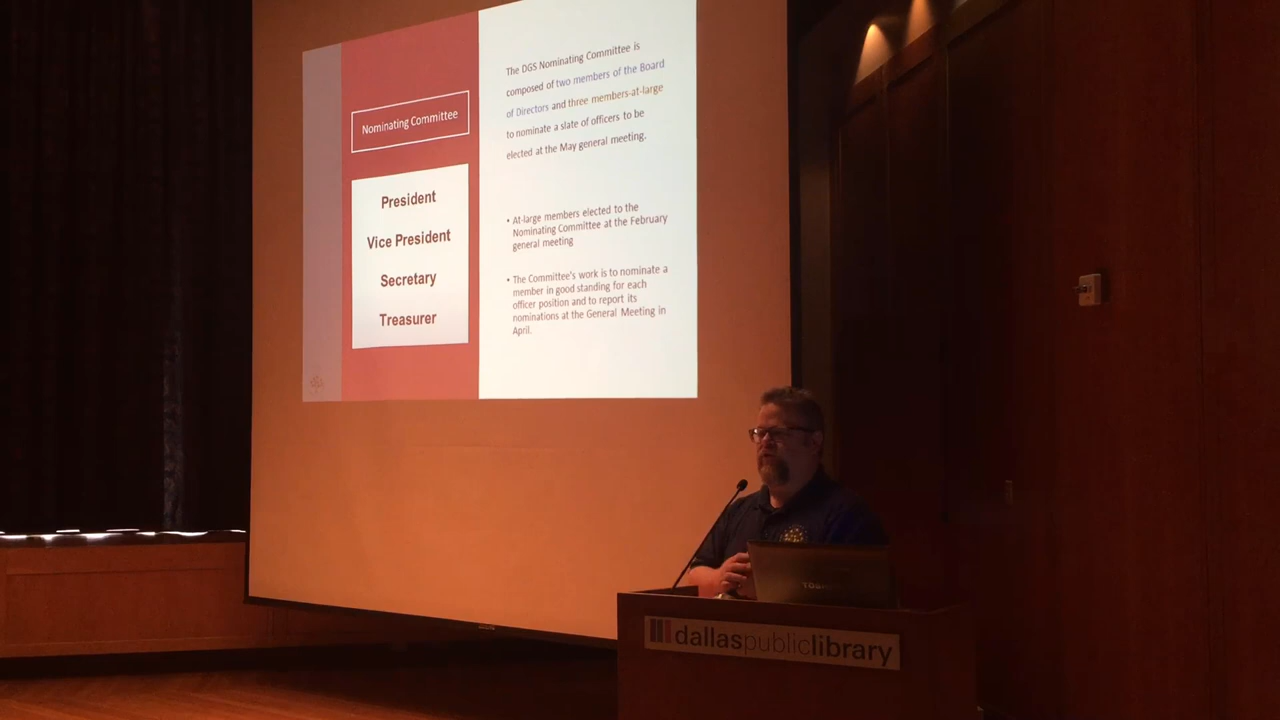 Nominating Committee
President
Vice President
Secretary
Treasurer
The DGS Nominating Committee is
composed of two members of the Board
of Directors and three members-at-large
to nominate a slate of officers to be
elected at the May general meeting.
• At-large members elected to the
Nominating Committee at the February
general meeting
• The Committee's work is to nominate a
member in good standing for each
officer position and to report its
nominations at the General Meeting in
April.
dallaspubliclibrary